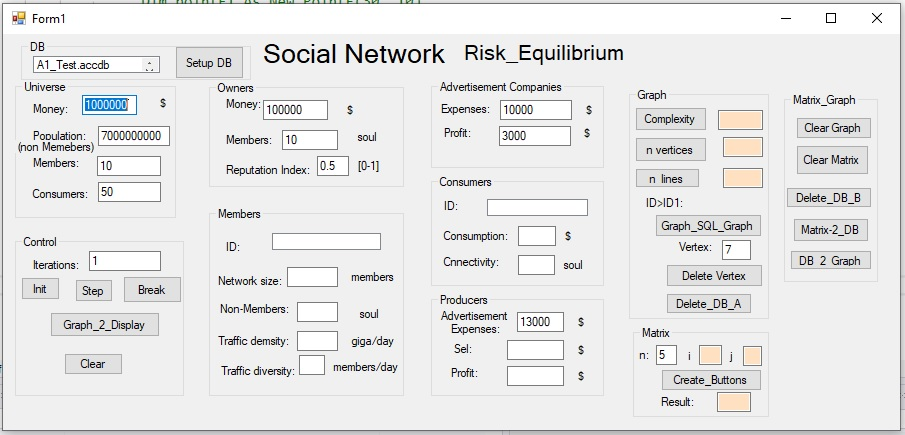 Form1
DB
A1_Test.accdb
Setup DB
Social Network Risk_Equilibrium
Universe
Money: 1000000 $
Population: 7000000000
(non Memebers)
Members: 10
Consumers: 50
Control
Iterations: 1
Init Step Break
Graph_2_Display
Clear
Owners
Money: 100000 $
Members: 10 soul
Reputation Index: 0.5 [0-1]
Members
ID:
Network size: members
Non-Members: soul
Traffic demsity: giga/day
Traffic diversity: members/day
Advertisement Companies
Expenses: 10000 $
Profit: 3000 $
Consumers
ID:
Consumption: $
Cnnectivity: soul
Producers
Advertisement
Expenses: 13000 $
Sel: $
Profit: $
Graph
Complexity
n vertices
n lines
ID>ID1:
Graph_SQL_Graph
Vertex: 7
Delete Vertex
Delete_DB_A
Matrix
n: 5 i j
Create_Buttons
Result:
Matrix_Graph
Clear Graph
Clear Matrix
Delete_DB_B
Matrix-2_DB
DB_2_Graph